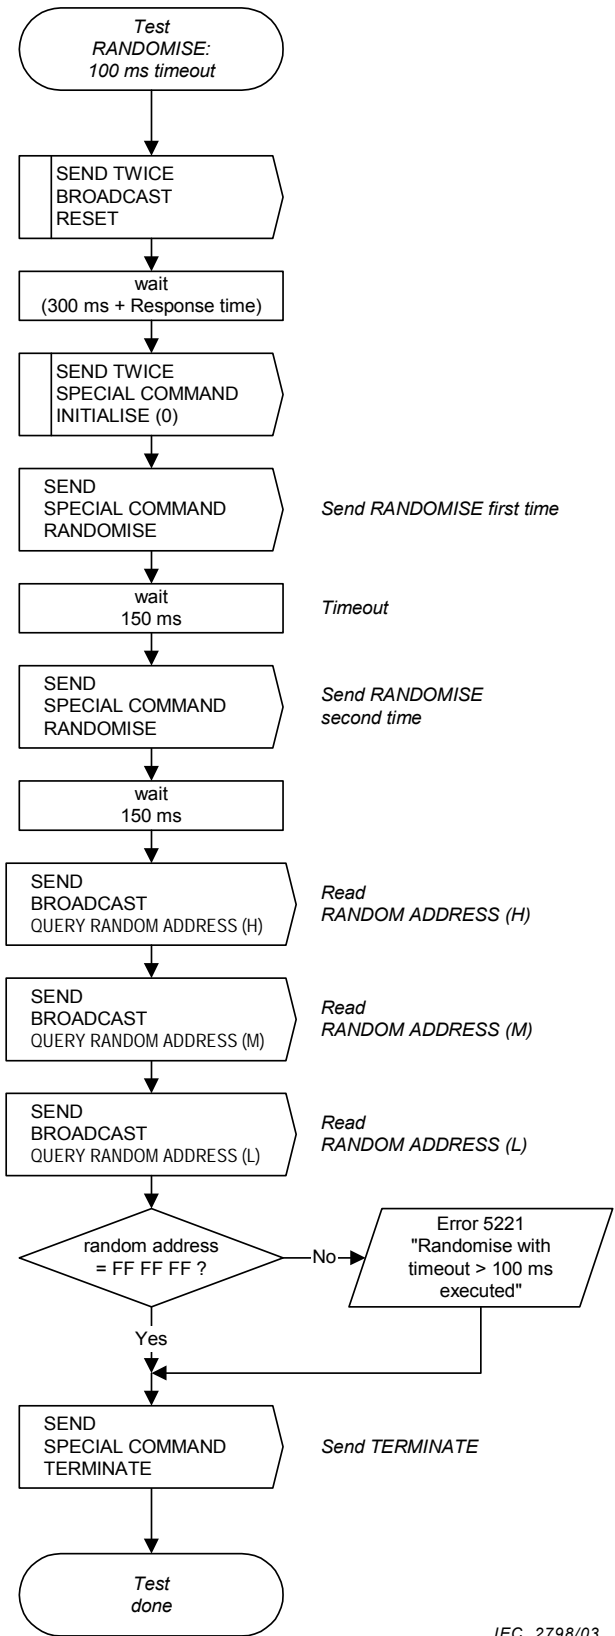 Test
RANDOMISE:
100 ms timeout
SEND TWICE
BROADCAST
RESET
wait
(300 ms + Response time)
SEND TWICE
SPECIAL COMMAND
INITIALISE (0)
SEND
SPECIAL COMMAND
RANDOMISE
Send RANDOMISE first time
wait
150 ms
Timeout
SEND
SPECIAL COMMAND
RANDOMISE
Send RANDOMISE
second time
wait
150 ms
SEND
BROADCAST
QUERY RANDOM ADDRESS (H)
Read
RANDOM ADDRESS (H)
SEND
BROADCAST
QUERY RANDOM ADDRESS (M)
Read
RANDOM ADDRESS (M)
SEND
BROADCAST
QUERY RANDOM ADDRESS (L)
Read
RANDOM ADDRESS (L)
random address
= FF FF FF ?
No
Error 5221
"Randomise with
timeout > 100 ms
executed"
Yes
SEND
SPECIAL COMMAND
TERMINATE
Send TERMINATE
Test
done
IEC 2798/03